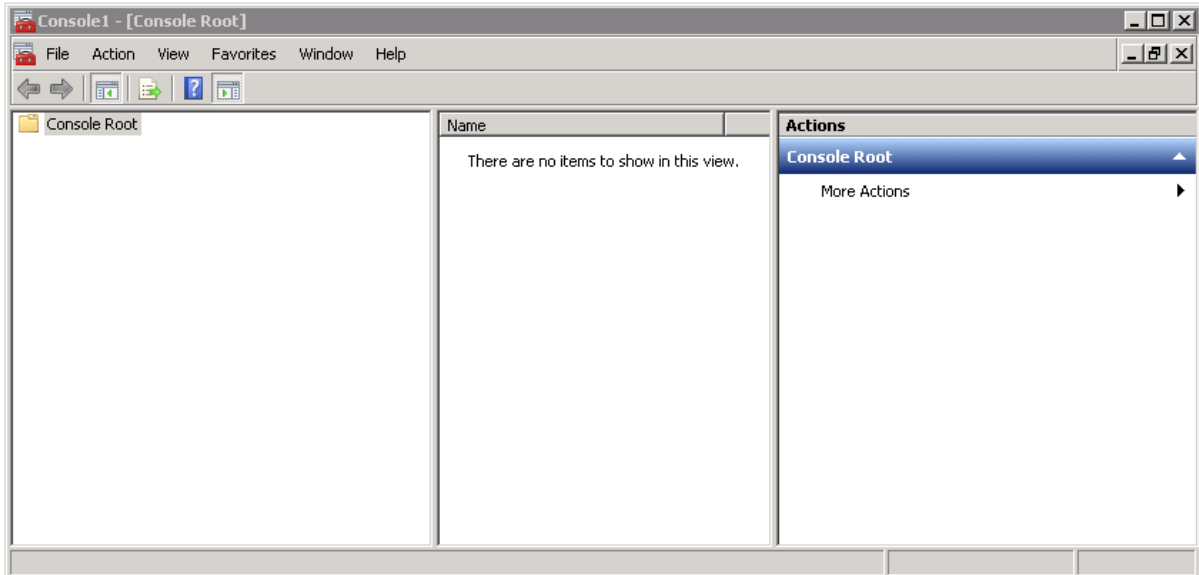 Console1 - [Console Root]
File Action View Favorites Window Help
Console Root
Name
There are no items to show in this view.
Actions
Console Root
More Actions